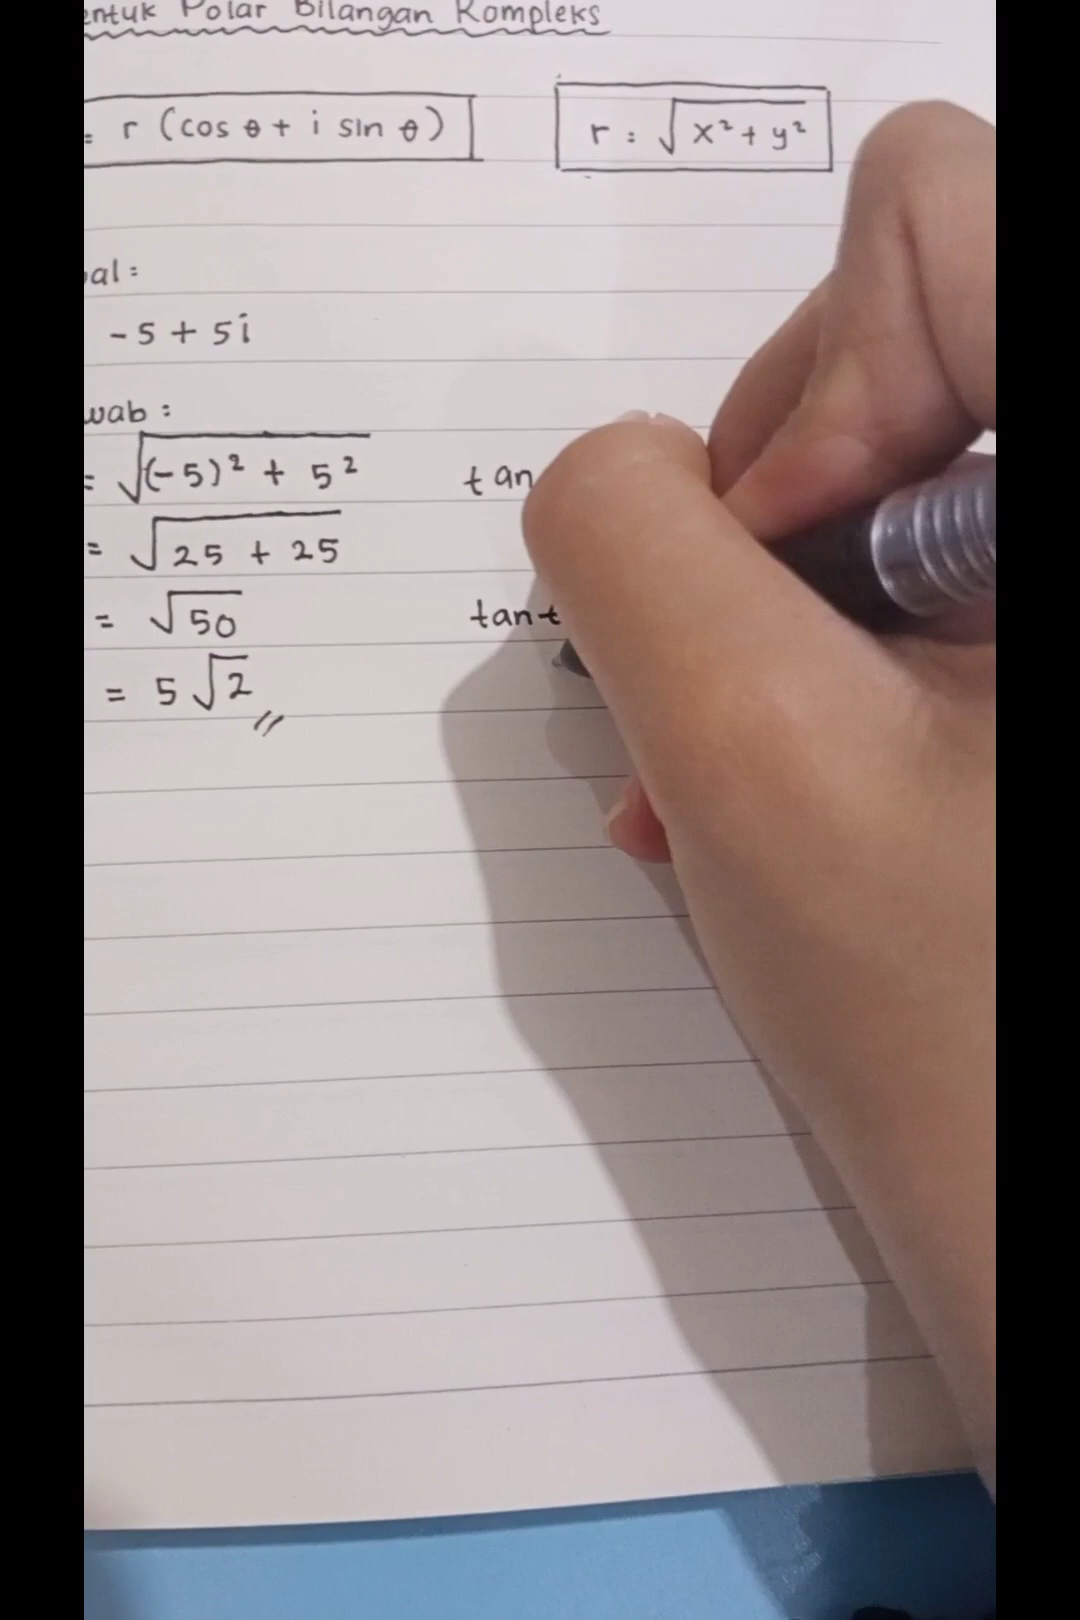 Polar Bilangan Kompleks
= r (cos θ + i sin θ)
r : √x² + y²
al :
-5 + 5i
wab :
= √(-5)² + 5²
tan
= √25 + 25
= √50
tan
= 5√2 //